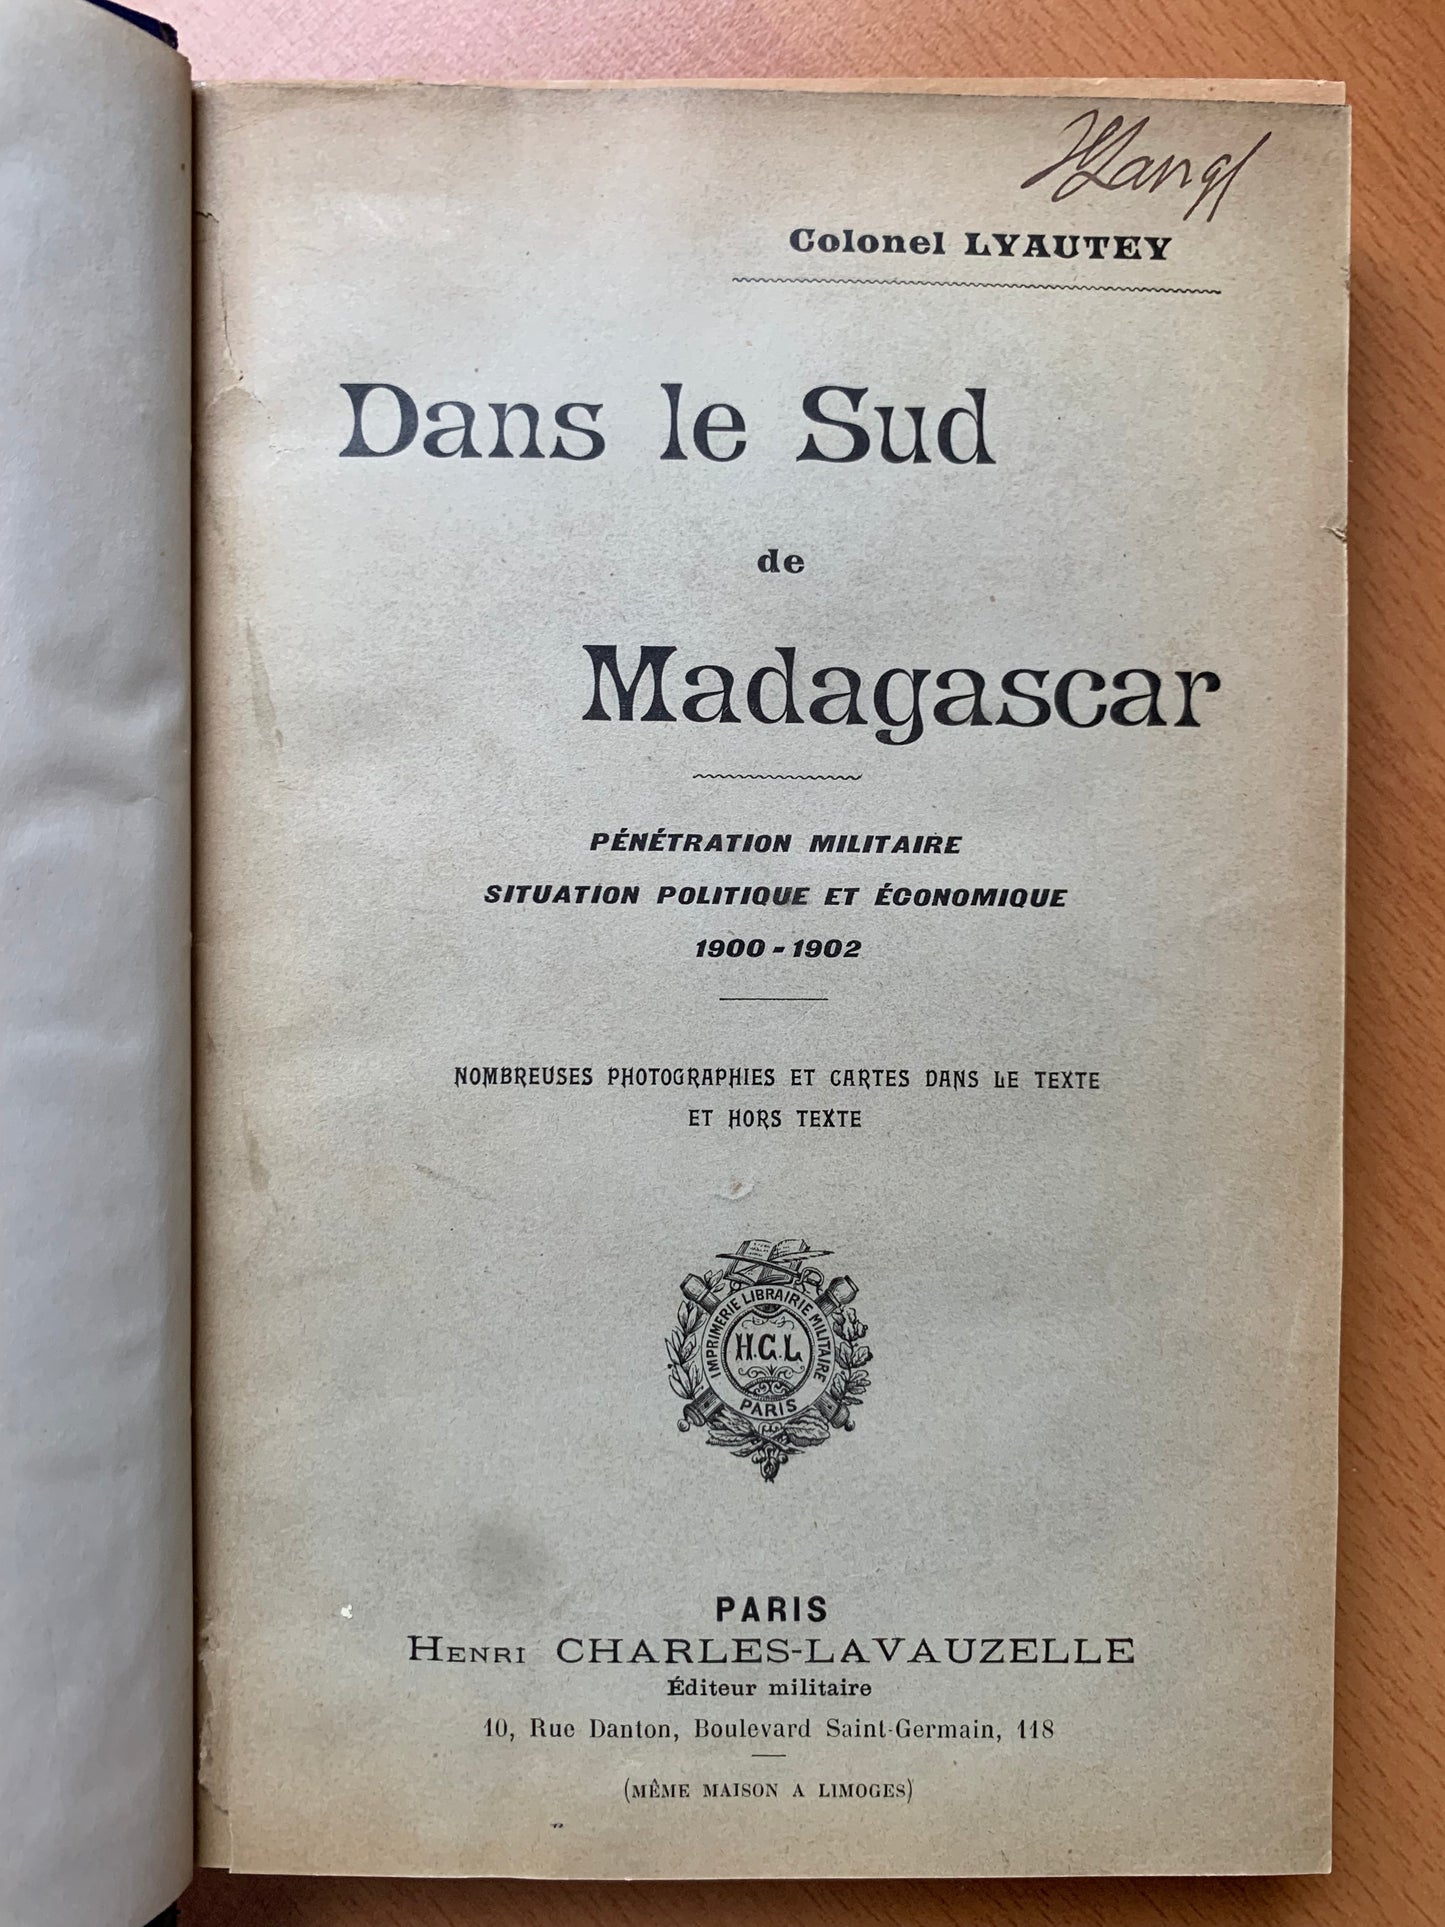 Colonel LYAUTEY
Dans le Sud
de
Madagascar
PÉNÉTRATION MILITAIRE
SITUATION POLITIQUE ET ÉCONOMIQUE
1900-1902
NOMBREUSES PHOTOGRAPHIES ET CARTES DANS LE TEXTE
ET HORS TEXTE
IMPRIMERIE LIBRAIRIE MILITAIRE
H.C.L
PARIS
PARIS
HENRI CHARLES-LAVAUZELLE
Éditeur militaire
10, Rue Danton, Boulevard Saint-Germain, 118
(MÊME MAISON A LIMOGES)